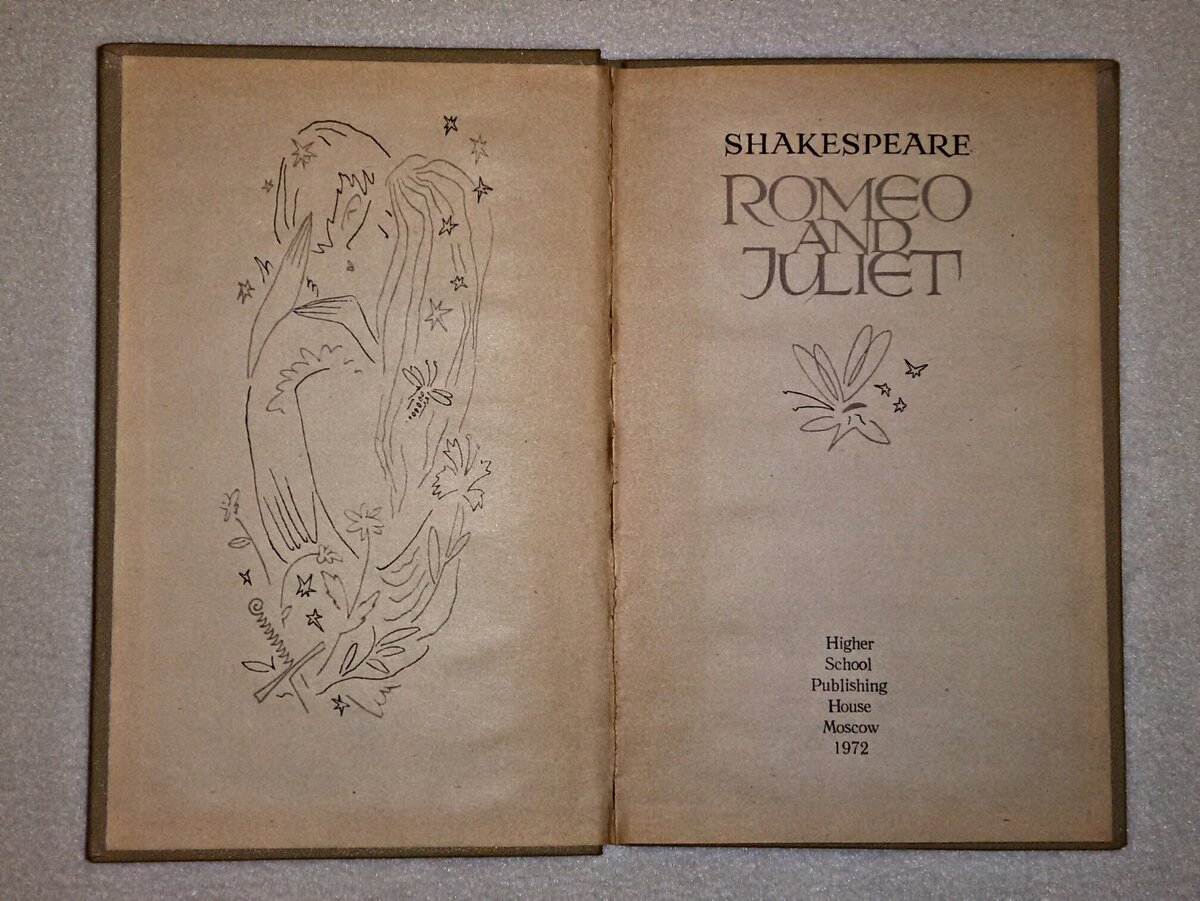 SHAKESPEARE
ROMEO
AND
JULIET
Higher
School
Publishing
House
Moscow
1972